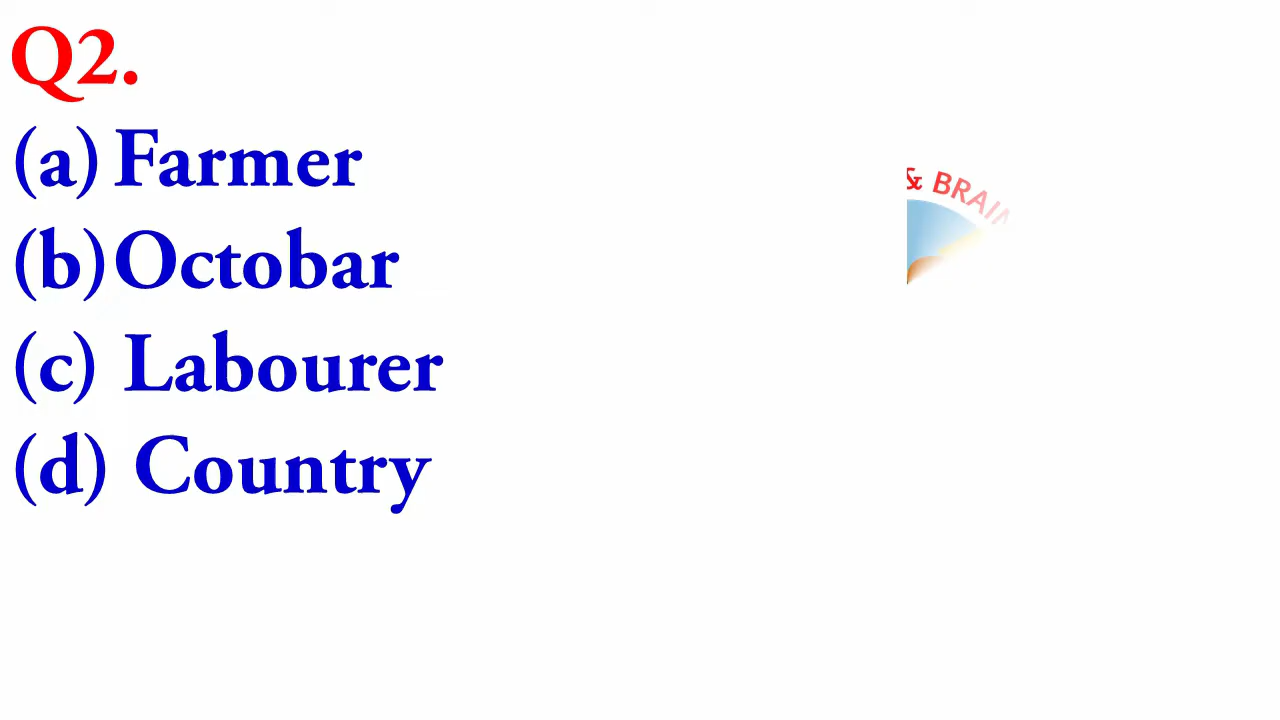 Q2.
(a) Farmer
& BRAIN
(b) Octobar
(c) Labourer
(d) Country